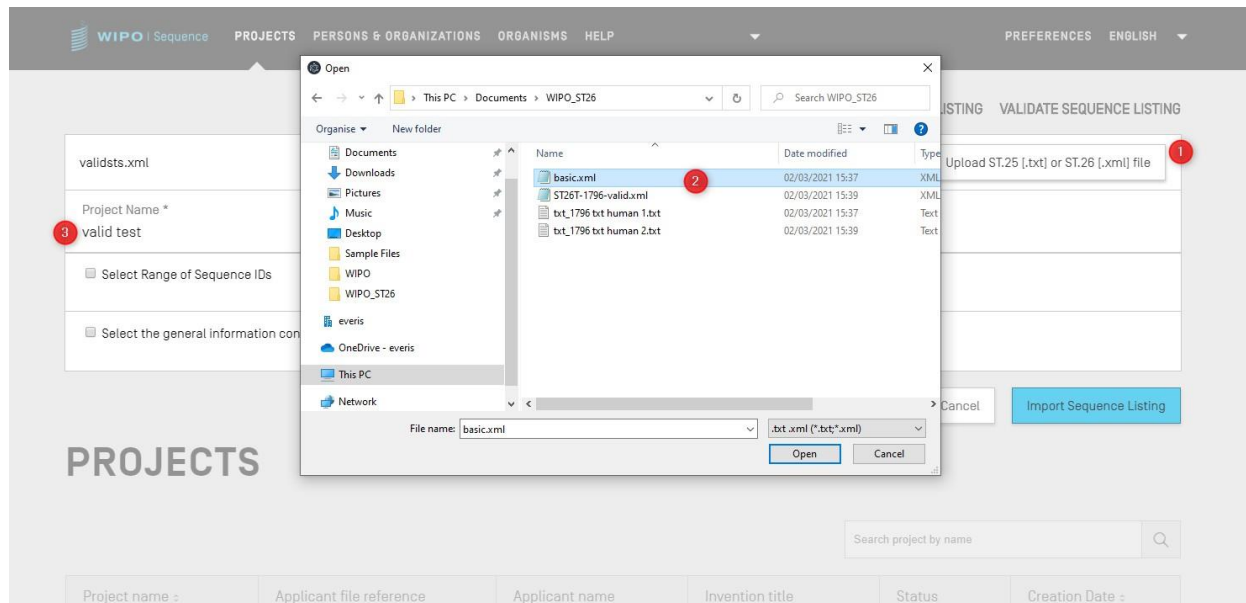 WIPO | Sequence PROJECTS PERSONS & ORGANIZATIONS ORGANISMS HELP PREFERENCES ENGLISH
Open
This PC > Documents > WIPO_ST26 Search WIPO_ST26
ISTING VALIDATE SEQUENCE LISTING
Organise New folder
validsts.xml
Upload ST.25 [.txt] or ST.26 [.xml] file
1
Project Name *
3 valid test
Select Range of Sequence IDs
Select the general information con
Documents
Downloads
Pictures
Music
Desktop
Sample Files
WIPO
WIPO_ST26
everis
OneDrive - everis
This PC
Network
Name Date modified Type
basic.xml 2 02/03/2021 15:37 XML
ST26T-1796-valid.xml 02/03/2021 15:39 XML
txt_1796 txt human 1.txt 02/03/2021 15:37 Text
txt_1796 txt human 2.txt 02/03/2021 15:39 Text
Cancel Import Sequence Listing
File name: basic.xml .txt .xml (*.txt;*.xml)
Open Cancel
PROJECTS
Search project by name
Project name Applicant file reference Applicant name Invention title Status Creation Date